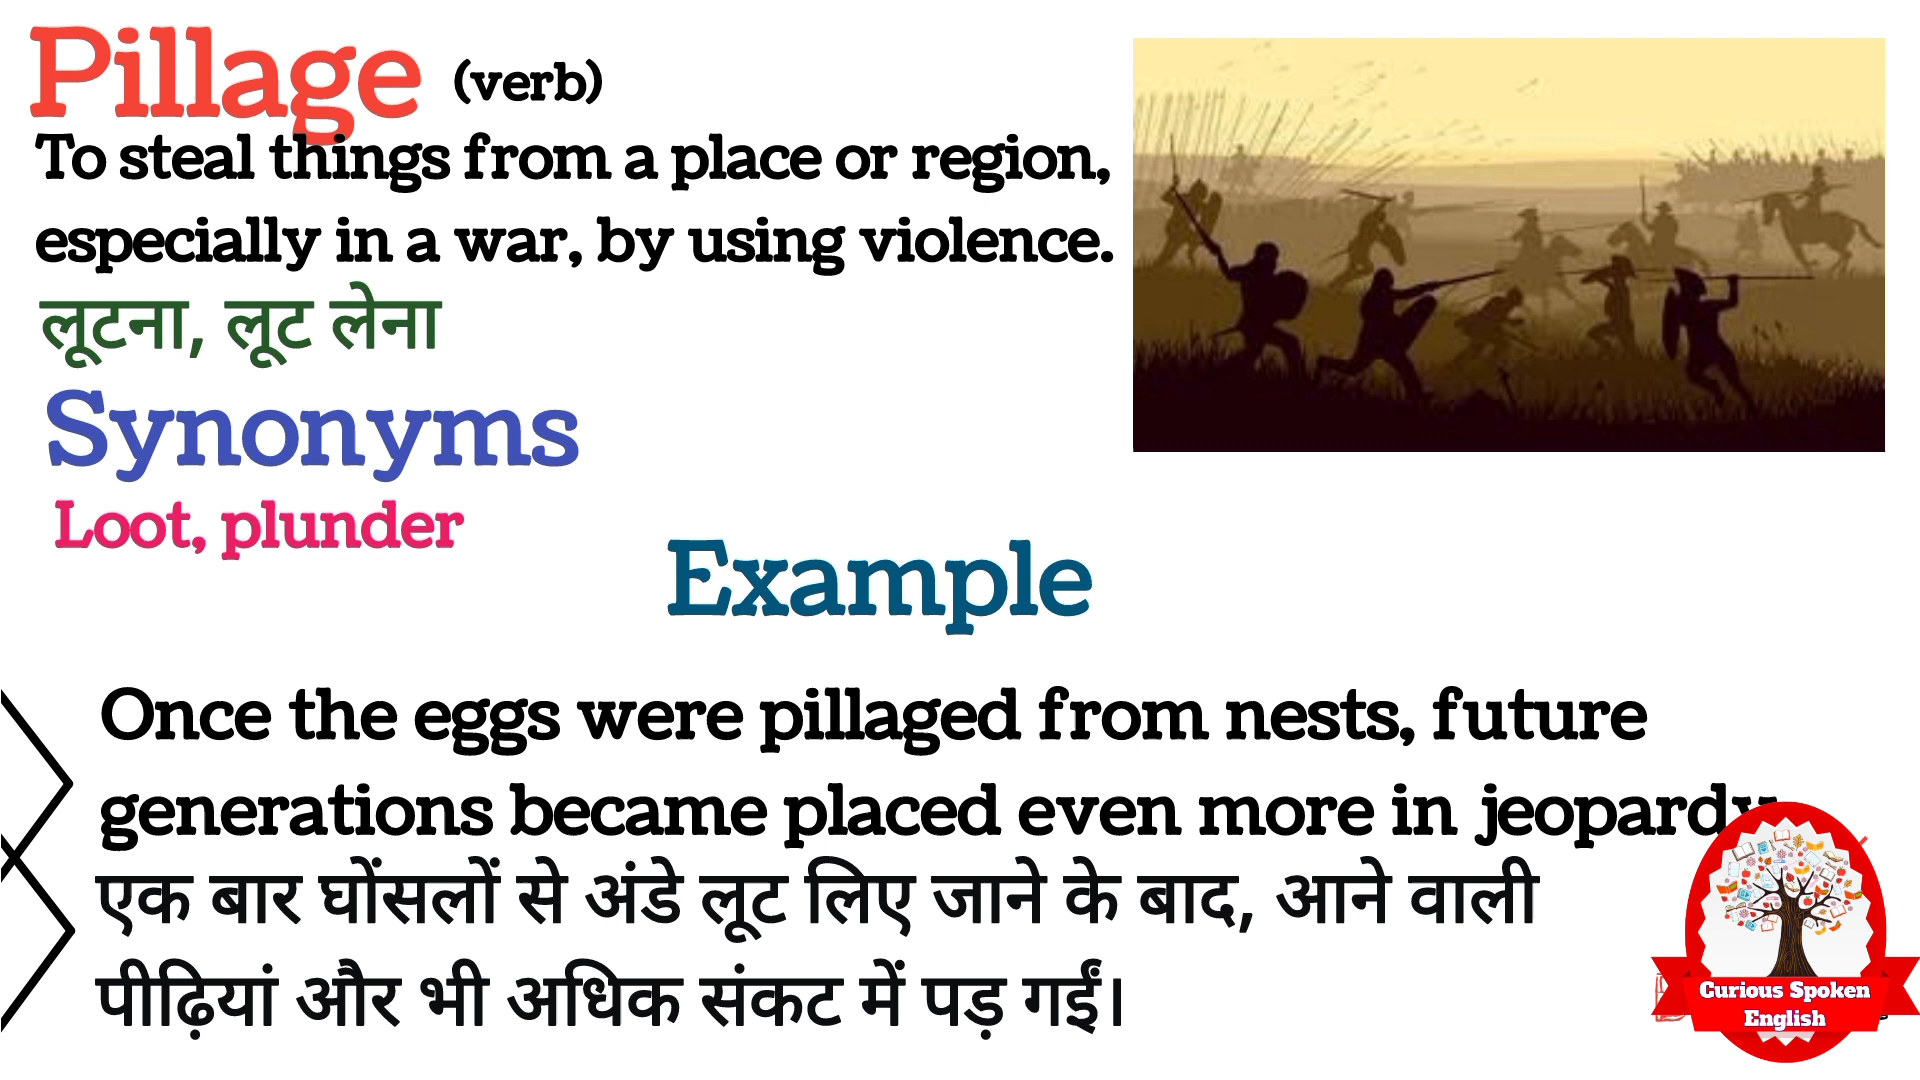 Pillage (verb)
To steal things from a place or region,
especially in a war, by using violence.
लूटना, लूट लेना
Synonyms
Loot, plunder
Example
Once the eggs were pillaged from nests, future
generations became placed even more in jeopardy
एक बार घोंसलों से अंडे लूट लिए जाने के बाद, आने वाली
पीढ़ियां और भी अधिक संकट में पड़ गईं।
Curious Spoken
English